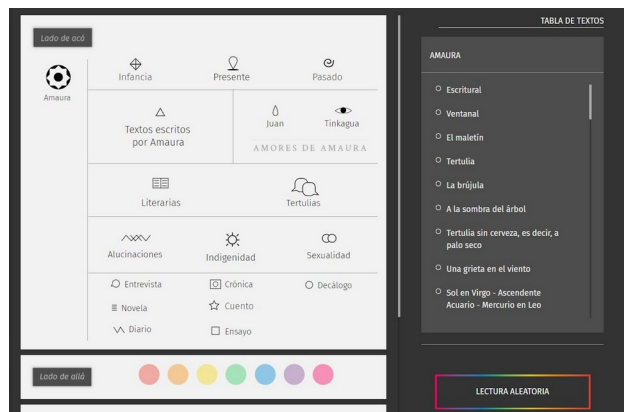 Lado de acá
Amaura
Infancia
Presente
Pasado
Textos escritos
por Amaura
Juan
Tinkagua
AMORES DE AMAURA
Literarias
Tertulias
Alucinaciones
Indigenidad
Sexualidad
Entrevista
Crónica
Decálogo
Novela
Cuento
Diario
Ensayo
Lado de allá
TABLA DE TEXTOS
AMAURA
Escritural
Ventanal
El maletín
Tertulia
La brújula
A la sombra del árbol
Tertulia sin cerveza, es decir, a
palo seco
Una grieta en el viento
Sol en Virgo - Ascendente
Acuario - Mercurio en Leo
LECTURA ALEATORIA